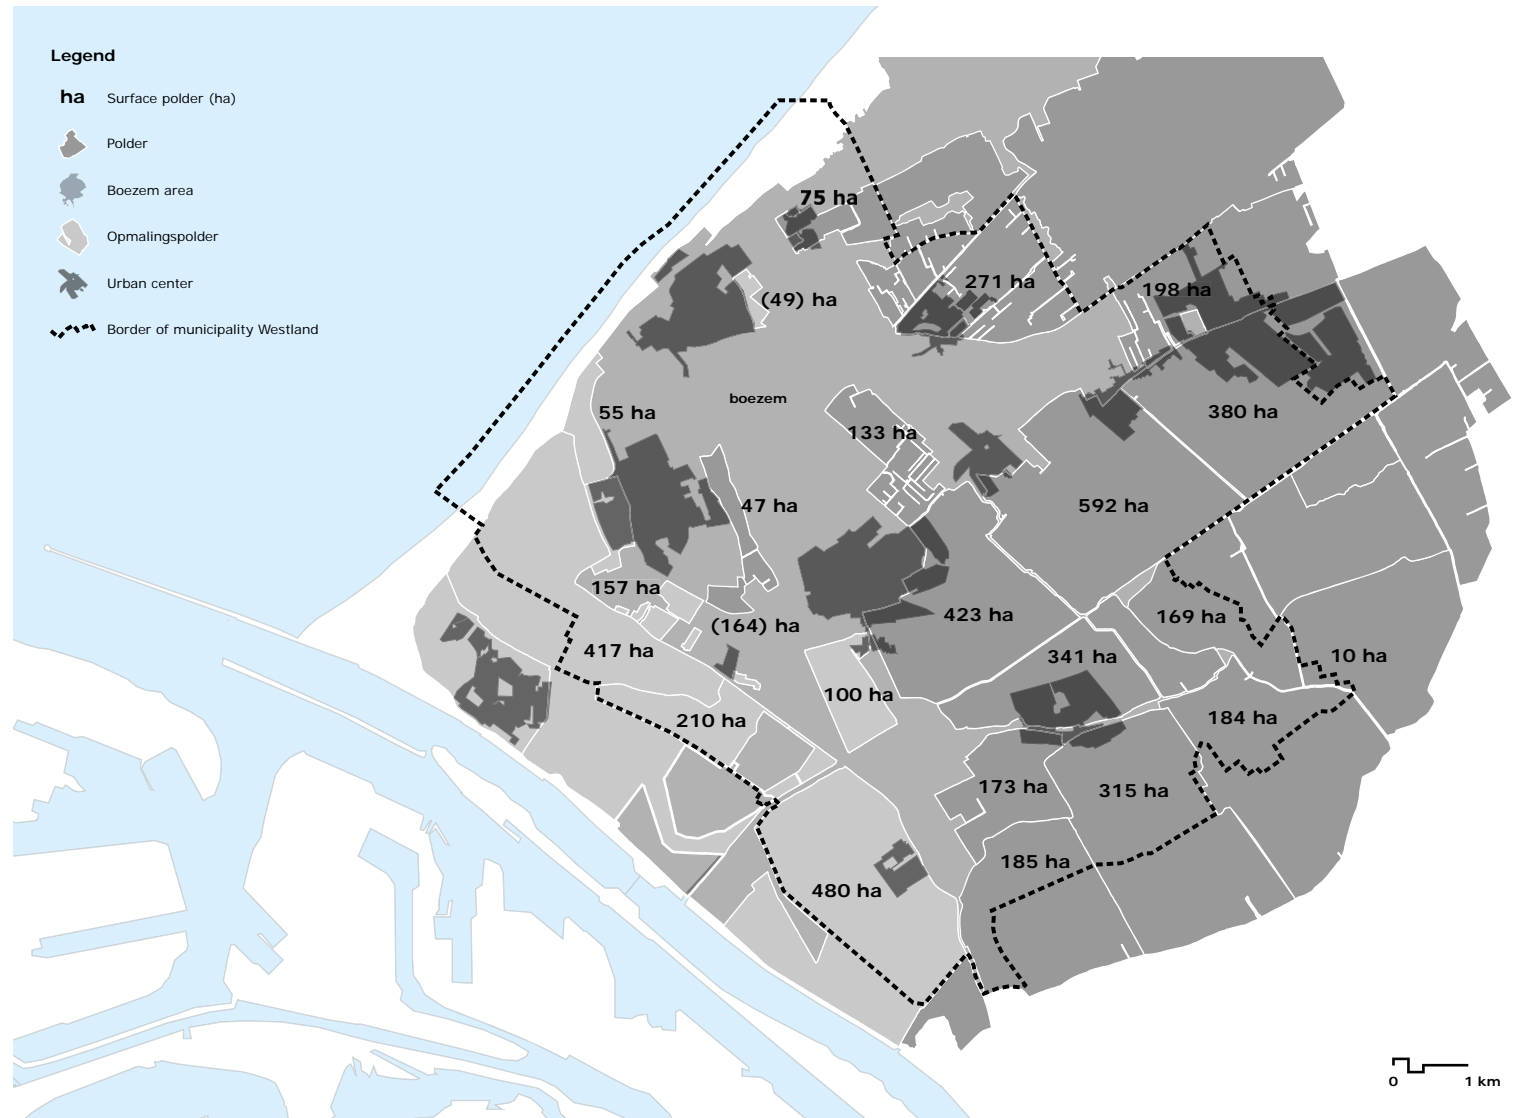 Legend
ha Surface polder (ha)
Polder
Boezem area
Opmalingspolder
Urban center
Border of municipality Westland
75 ha
271 ha
198 ha
(49) ha
boezem
55 ha
133 ha
380 ha
47 ha
592 ha
157 ha
(164) ha
423 ha
169 ha
417 ha
341 ha
10 ha
100 ha
210 ha
184 ha
173 ha
315 ha
185 ha
480 ha
0 1 km